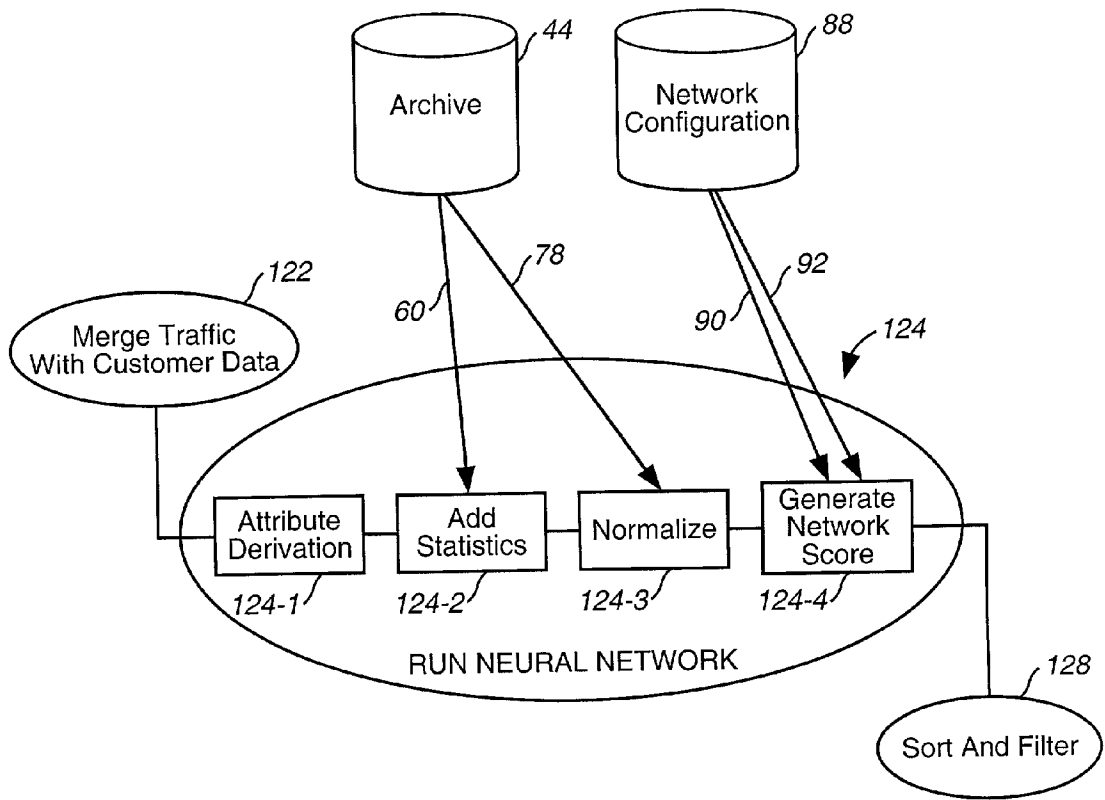 44
88
Archive
Network
Configuration
122
60
78
90
92
124
Merge Traffic
With Customer Data
Attribute
Derivation
Add
Statistics
Normalize
Generate
Network
Score
124-1
124-2
124-3
124-4
RUN NEURAL NETWORK
128
Sort And Filter